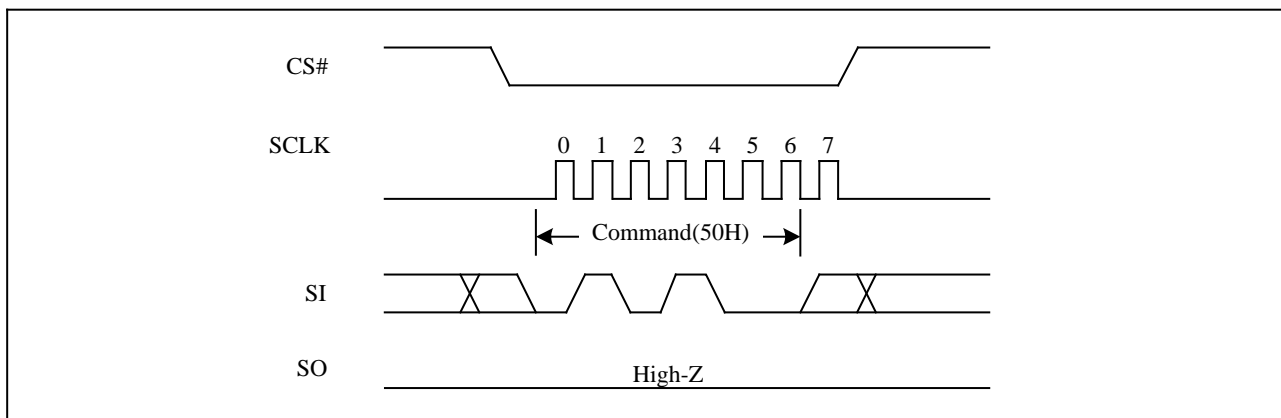 CS#
SCLK
0 1 2 3 4 5 6 7
Command(50H)
SI
SO
High-Z